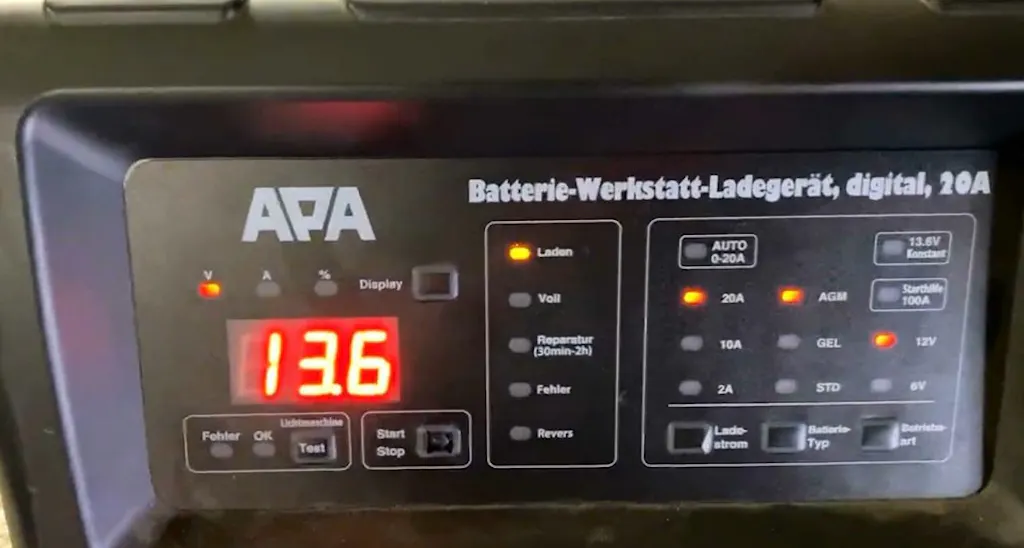 APA
Batterie-Werkstatt-Ladegerät, digital, 20A
V A %
Display
13.6
Fehler OK
Lichtmaschine
Test
Start
Stop
Laden
Voll
Reparatur
(30min-2h)
Fehler
Revers
AUTO
0-20A
13.6V
Konstant
20A AGM
Starthilfe
100A
10A GEL 12V
2A STD 6V
Lade-
strom
Batterie-
Typ
Betriebs-
art